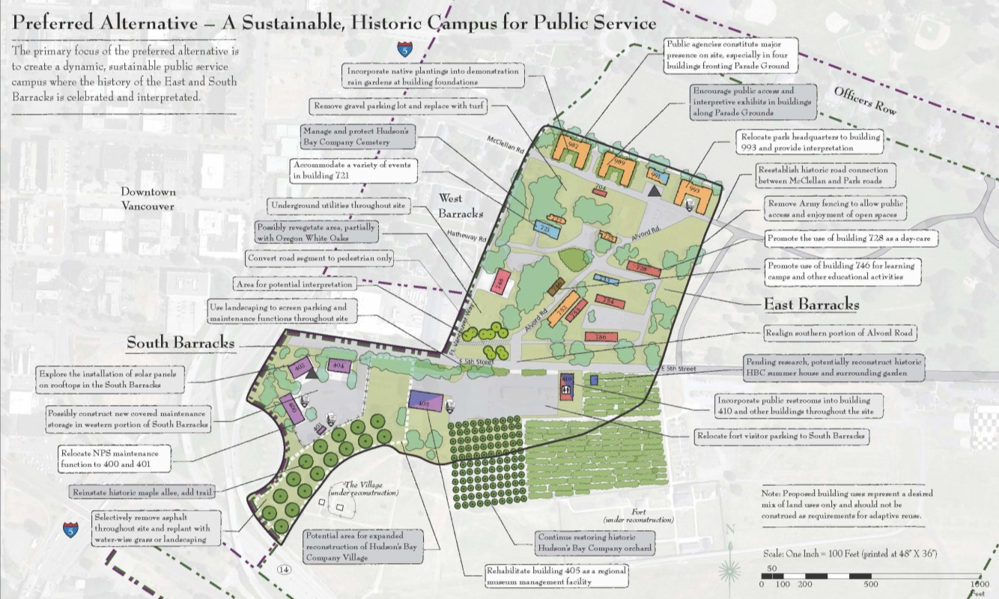 Preferred Alternative – A Sustainable, Historic Campus for Public Service
The primary focus of the preferred alternative is
to create a dynamic, sustainable public service
campus where the history of the East and South
Barracks is celebrated and interpreted.
5
Incorporate native plantings into demonstration
rain gardens at building foundations
Remove gravel parking lot and replace with turf
Manage and protect Hudson's
Bay Company Cemetery
Accommodate a variety of events
in building 721
Underground utilities throughout site
Possibly revegetate area, partially
with Oregon White Oaks
Convert road segment to pedestrian only
Area for potential interpretation
Use landscaping to screen parking and
maintenance functions throughout site
Public agencies constitute major
presence on site, especially in four
buildings fronting Parade Ground
Encourage public access and
interpretive exhibits in buildings
along Parade Grounds
Relocate park headquarters to building
993 and provide interpretation
Reestablish historic road connection
between McClellan and Park roads
Remove Army fencing to allow public
access and enjoyment of open spaces
Promote the use of building 728 as a day-care
Promote use of building 746 for learning
camps and other educational activities
East Barracks
Realign southern portion of Alvord Road
Pending research, potentially reconstruct historic
HBC summer house and surrounding garden
Incorporate public restrooms into building
410 and other buildings throughout the site
Relocate fort visitor parking to South Barracks
Officers Row
Downtown
Vancouver
West
Barracks
McClellan Rd
Hatheway Rd
Ft. Vancouver Way
Alvord Rd
Alvord Rd
E 5th Street
E 5th Street
987
989
991
993
704
721
725
728
733
748
746
752
753
754
786
402
404
400
401
405
410
South Barracks
Explore the installation of solar panels
on rooftops in the South Barracks
Possibly construct new covered maintenance
storage in western portion of South Barracks
Relocate NPS maintenance
function to 400 and 401
Reinstate historic maple allee, add trail
Selectively remove asphalt
throughout site and replant with
water-wise grass or landscaping
5
14
The Village
(under reconstruction)
Potential area for expanded
reconstruction of Hudson's Bay
Company Village
Rehabilitate building 405 as a regional
museum management facility
Continue restoring historic
Hudson's Bay Company orchard
Fort
(under reconstruction)
N
Note: Proposed building uses represent a desired
mix of land uses only and should not be
construed as requirements for adaptive reuse.
Scale: One Inch = 100 Feet (printed at 48" X 36")
50
0 100 200 500 1000
Feet